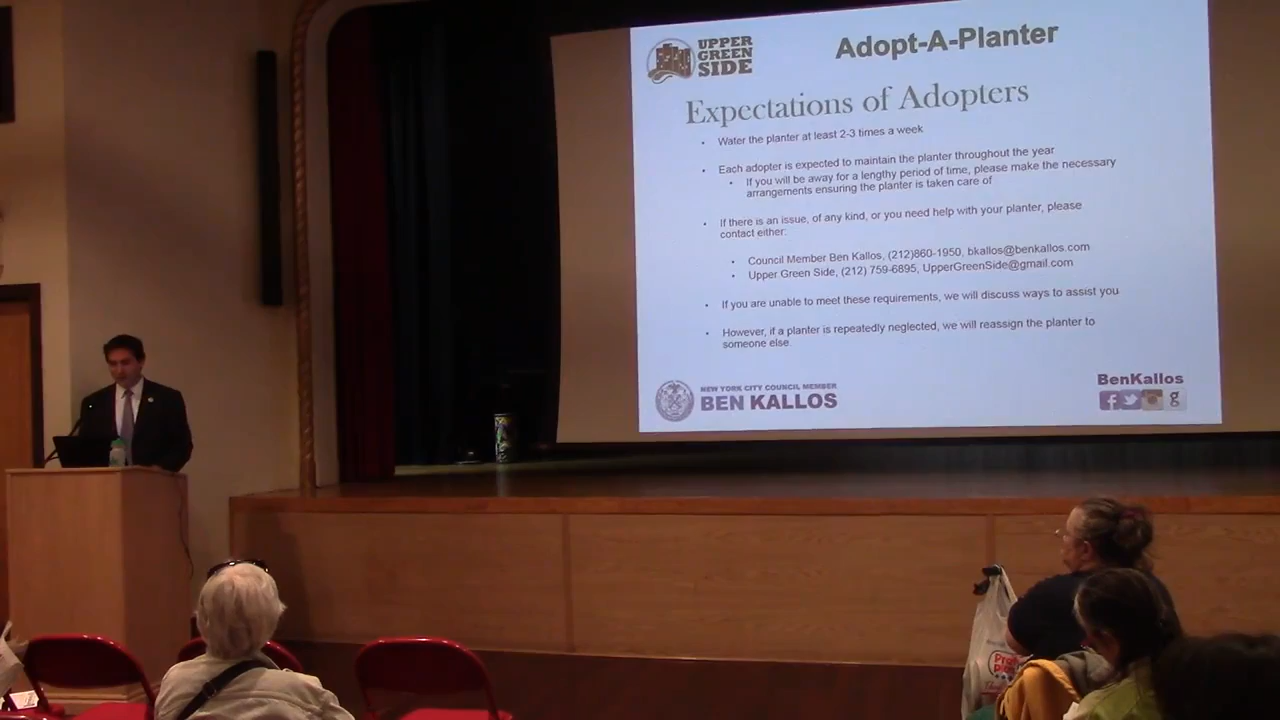 UPPER
GREEN
SIDE
Adopt-A-Planter
Expectations of Adopters
• Water the planter at least 2-3 times a week
• Each adopter is expected to maintain the planter throughout the year
• If you will be away for a lengthy period of time, please make the necessary
arrangements ensuring the planter is taken care of
• If there is an issue, of any kind, or you need help with your planter, please
contact either:
• Council Member Ben Kallos, (212)860-1950, bkallos@benkallos.com
• Upper Green Side, (212) 759-6895, UpperGreenSide@gmail.com
• If you are unable to meet these requirements, we will discuss ways to assist you
• However, if a planter is repeatedly neglected, we will reassign the planter to
someone else.
NEW YORK CITY COUNCIL MEMBER
BEN KALLOS
BenKallos